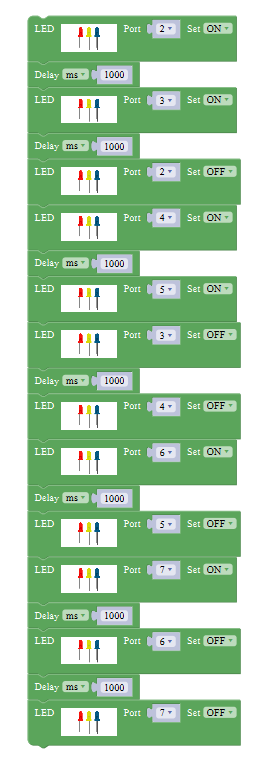 LED Port 2 Set ON
Delay ms 1000
LED Port 3 Set ON
Delay ms 1000
LED Port 2 Set OFF
LED Port 4 Set ON
Delay ms 1000
LED Port 5 Set ON
LED Port 3 Set OFF
Delay ms 1000
LED Port 4 Set OFF
LED Port 6 Set ON
Delay ms 1000
LED Port 5 Set OFF
LED Port 7 Set ON
Delay ms 1000
LED Port 6 Set OFF
Delay ms 1000
LED Port 7 Set OFF